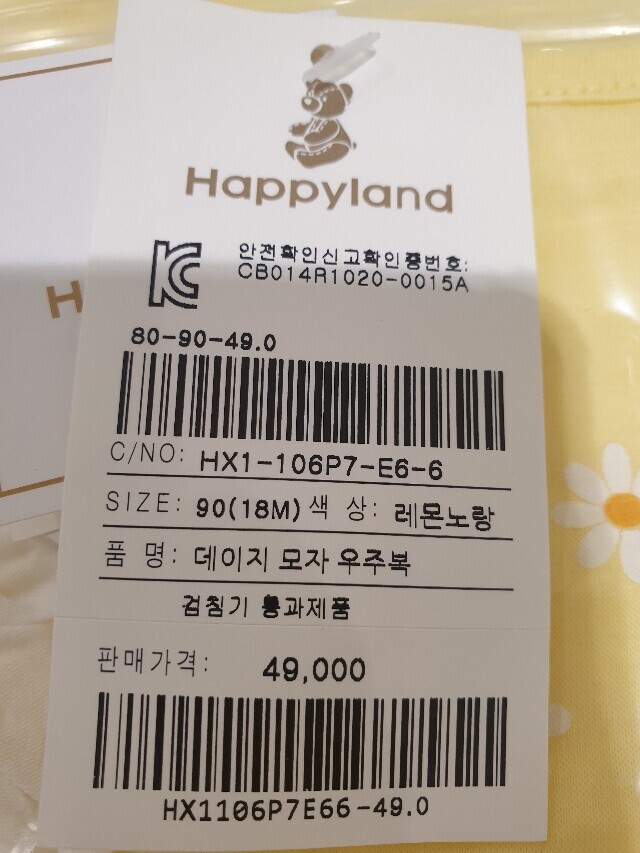 Happyland
안전확인신고확인증번호:
CB014R1020-0015A
80-90-49.0
C/NO: HX1-106P7-E6-6
SIZE: 90(18M) 색 상: 레몬노랑
품 명: 데이지 모자 우주복
검침기 통과제품
판매가격: 49,000
HX1106P7E66-49.0
H